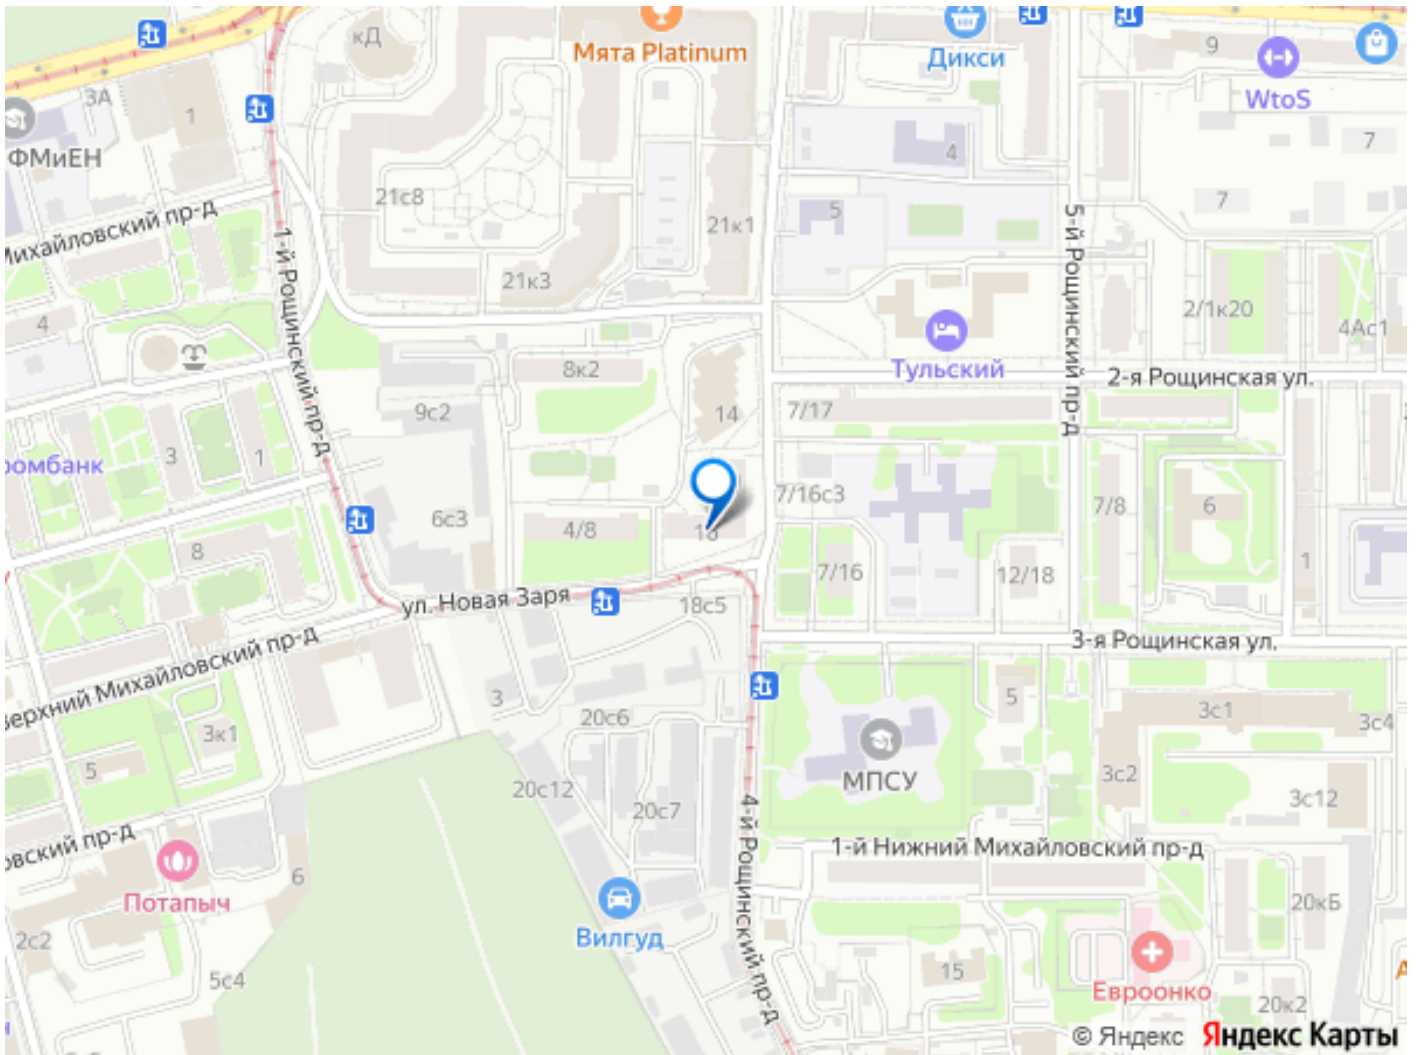 кД
Мята Platinum
Дикси
9
WtoS
3А
1
ФМиЕН
4
7
21с8
7
5
21к1
Михайловский пр-д
1-й Рощинский пр-д
5-й Рощинский пр-д
21к3
2/1к20
4
4Ас1
Тульский
8к2
2-я Рощинская ул.
9с2
14
7/17
3
1
ромбанк
7/16с3
7/8
6
6с3
4/8
8
1
7/16
12/18
ул. Новая Заря
18с5
3-я Рощинская ул.
верхний Михайловский пр-д
3
5
3с1
3с4
20с6
3к1
МПСУ
5
3с2
20с12
20с7
3с12
4-й Рощинский пр-д
овский пр-д
1-й Нижний Михайловский пр-д
6
Потапыч
20кБ
Вилгуд
2с2
15
5с4
Евроонко
20к2
© Яндекс Яндекс Карты